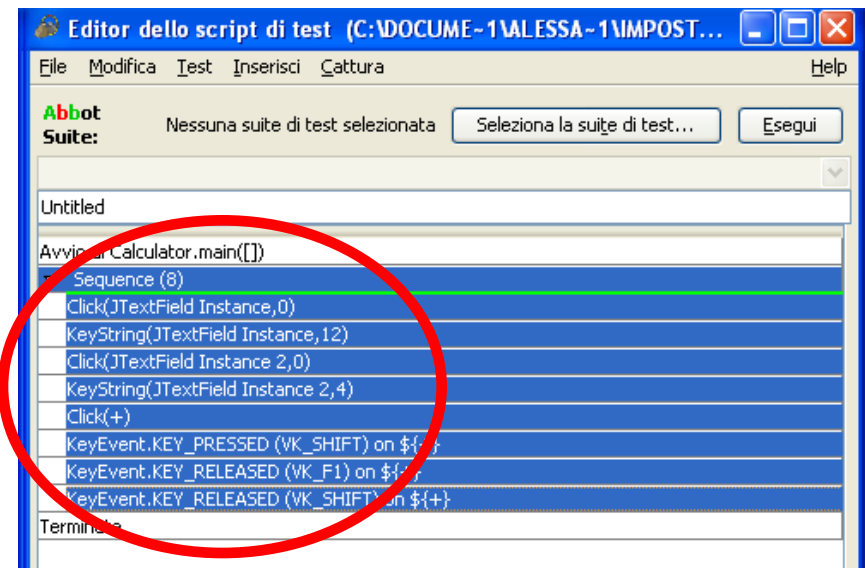 Editor dello script di test (C:\DOCUME~1\ALESSA~1\IMPOST...
File Modifica Test Inserisci Cattura Help
Abbot
Suite: Nessuna suite di test selezionata Seleziona la suite di test... Esegui
Untitled
Calculator.main([])
Sequence (8)
Click(JTextField Instance,0)
KeyString(JTextField Instance,12)
Click(JTextField Instance 2,0)
KeyString(JTextField Instance 2,4)
Click(+)
KeyEvent.KEY_PRESSED (VK_SHIFT) on ${+}
KeyEvent.KEY_RELEASED (VK_F1) on ${+}
KeyEvent.KEY_RELEASED (VK_SHIFT) on ${+}